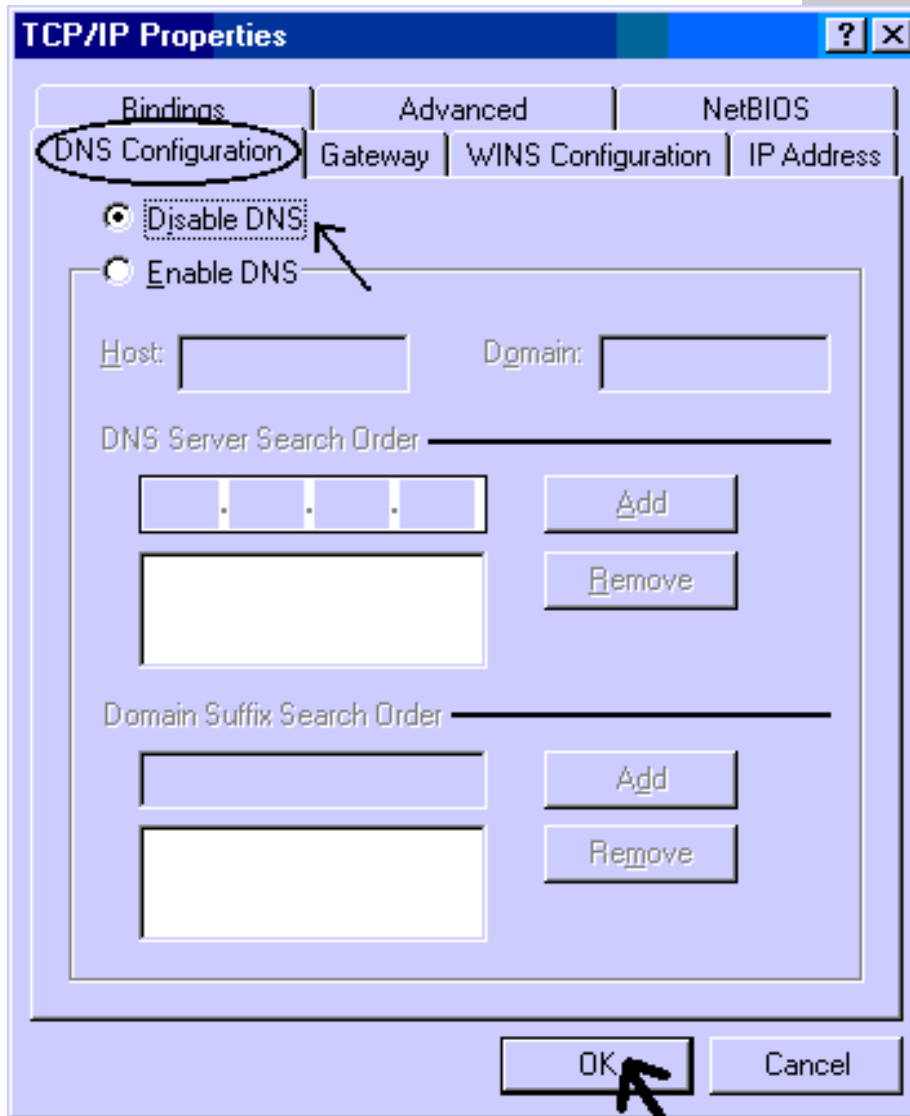 TCP/IP Properties
? X
Bindings Advanced NetBIOS
DNS Configuration Gateway WINS Configuration IP Address
Disable DNS
Enable DNS
Host: Domain:
DNS Server Search Order
. . . Add
Remove
Domain Suffix Search Order
Add
Remove
OK Cancel